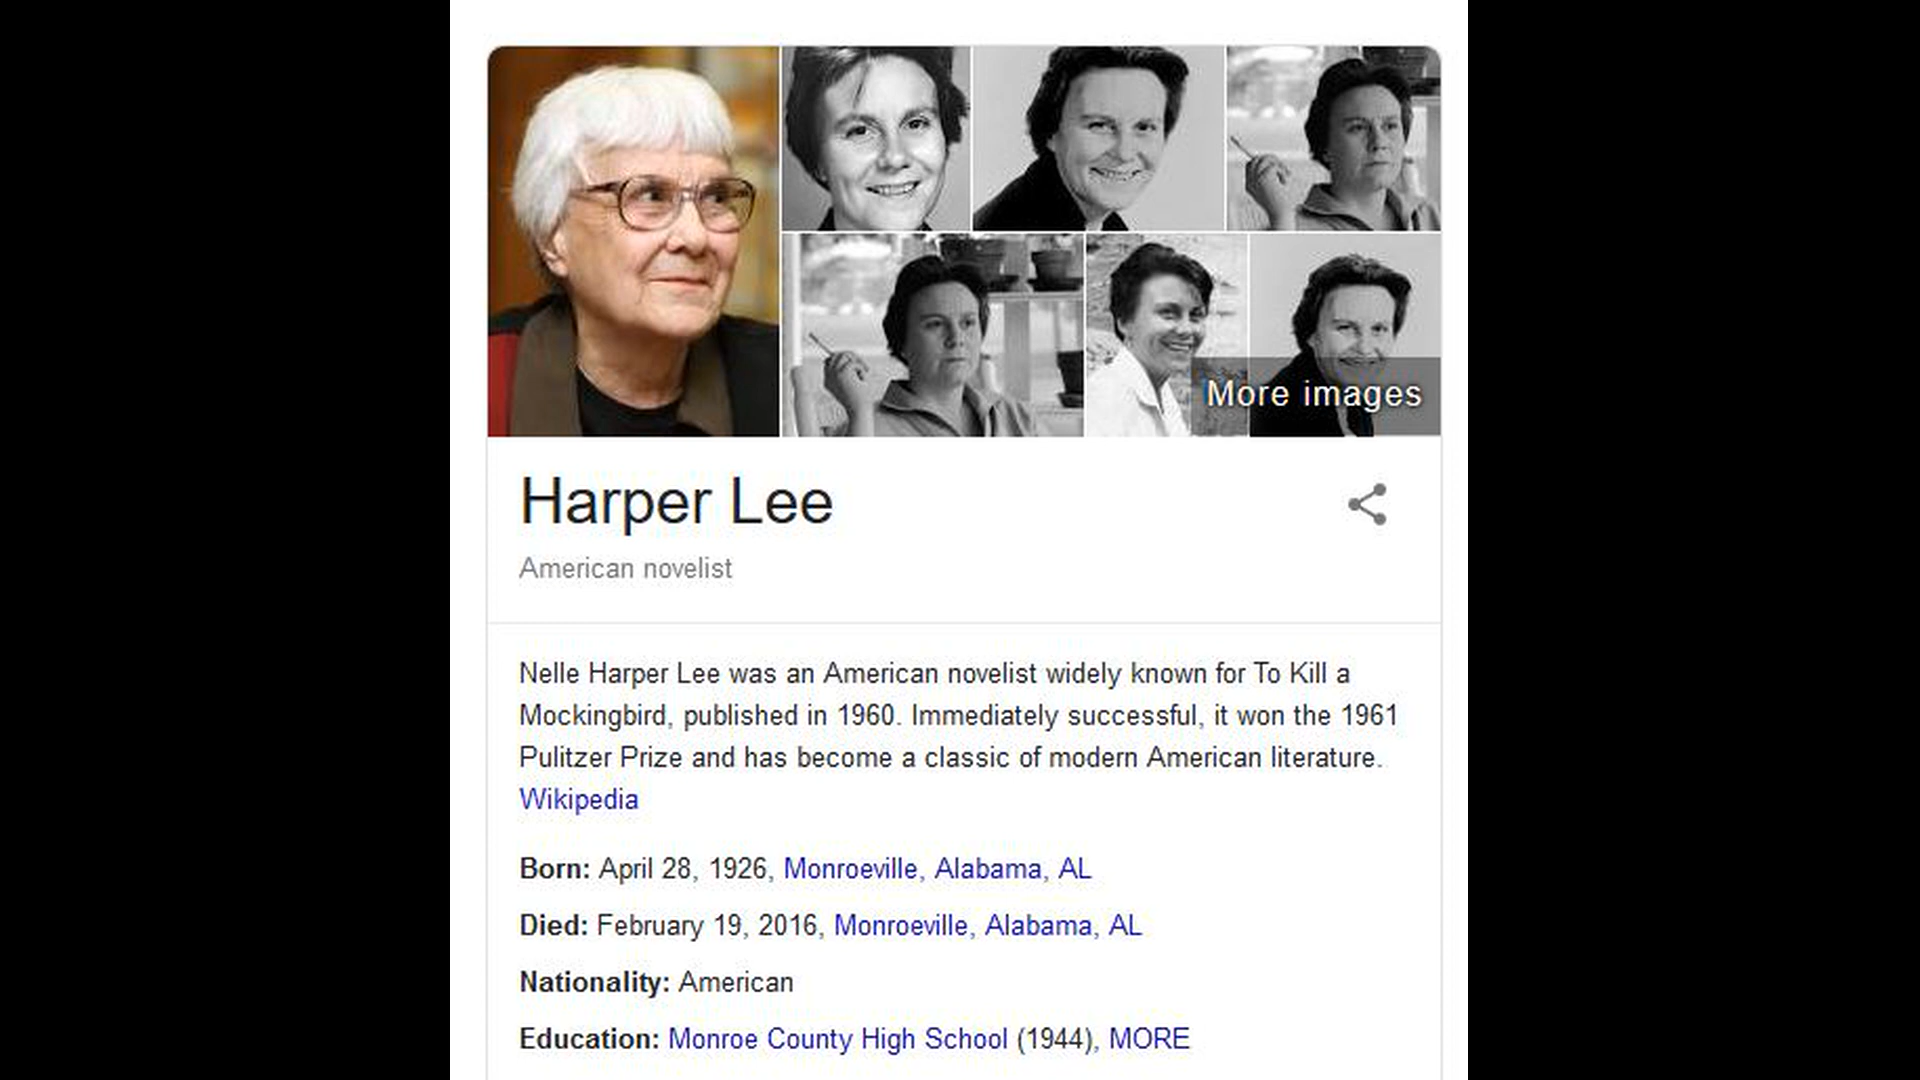 More images
Harper Lee
American novelist
Nelle Harper Lee was an American novelist widely known for To Kill a
Mockingbird, published in 1960. Immediately successful, it won the 1961
Pulitzer Prize and has become a classic of modern American literature.
Wikipedia
Born: April 28, 1926, Monroeville, Alabama, AL
Died: February 19, 2016, Monroeville, Alabama, AL
Nationality: American
Education: Monroe County High School (1944), MORE